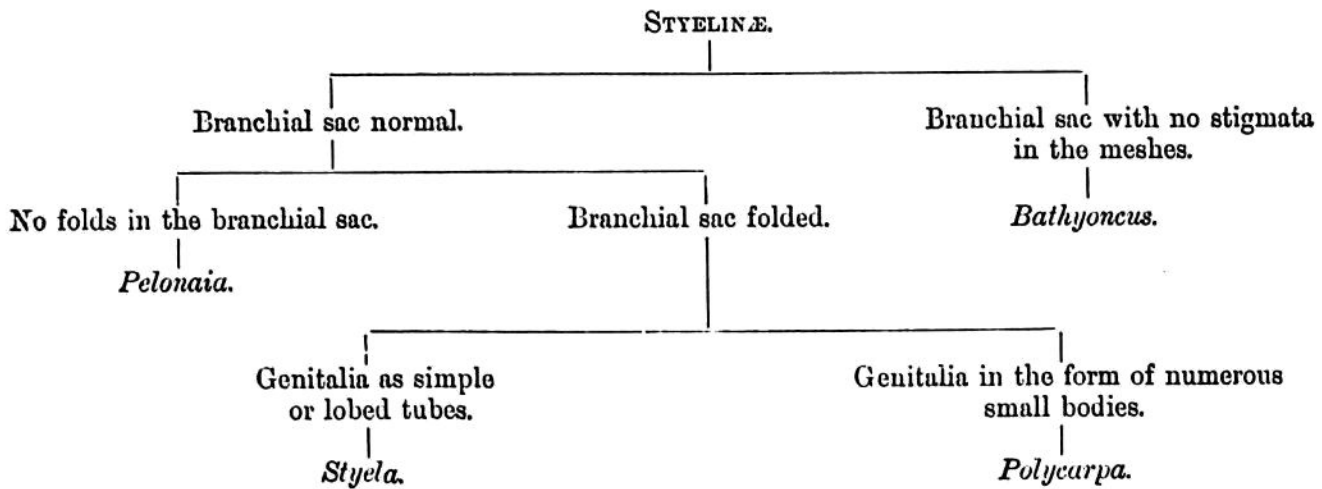 STYELINÆ.
Branchial sac normal.
Branchial sac with no stigmata
in the meshes.
No folds in the branchial sac.
Branchial sac folded.
Bathyoncus.
Pelonaia.
Genitalia as simple
or lobed tubes.
Genitalia in the form of numerous
small bodies.
Styela.
Polycarpa.